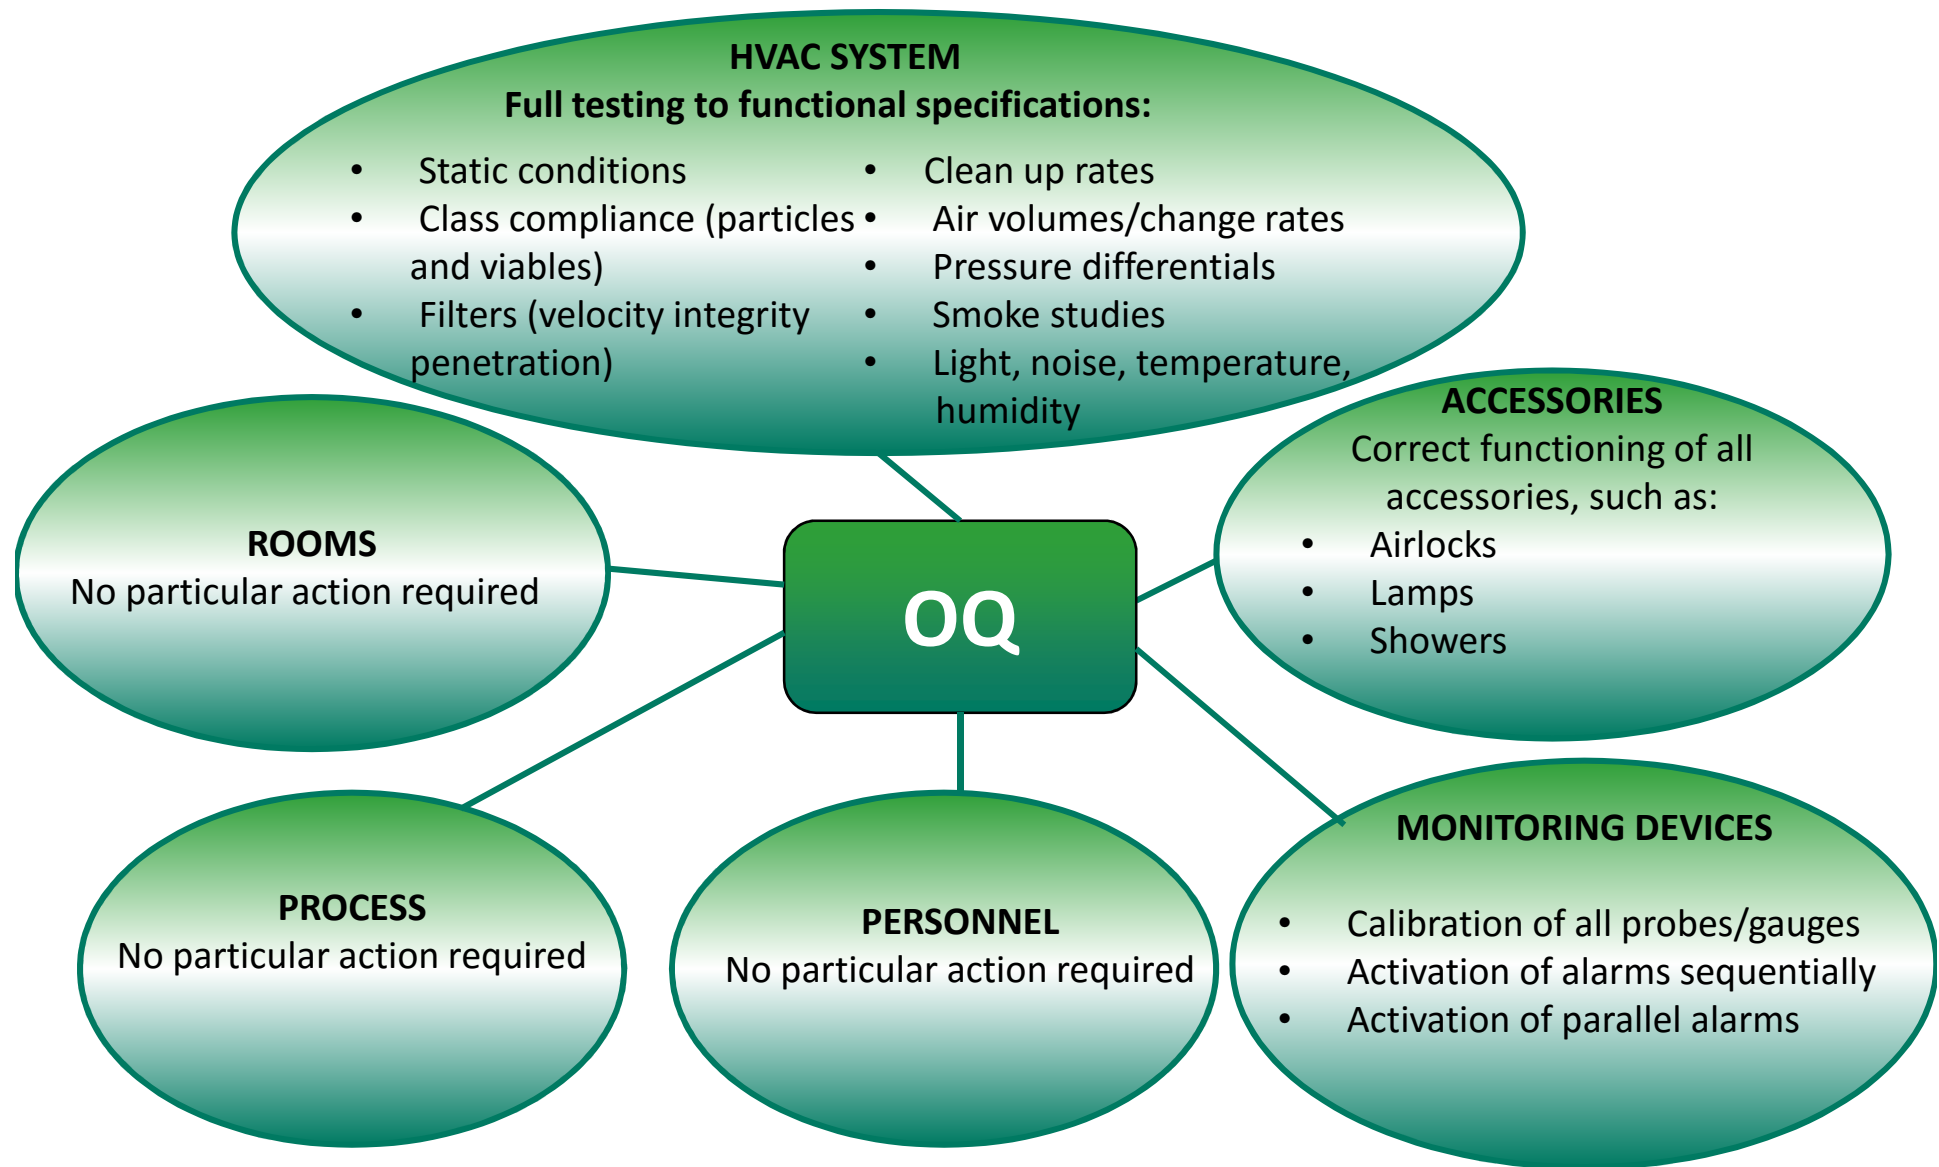 HVAC SYSTEM
Full testing to functional specifications:
• Static conditions
• Class compliance (particles
and viables)
• Filters (velocity integrity
penetration)
• Clean up rates
• Air volumes/change rates
• Pressure differentials
• Smoke studies
• Light, noise, temperature,
humidity
ACCESSORIES
Correct functioning of all
accessories, such as:
• Airlocks
• Lamps
• Showers
ROOMS
No particular action required
OQ
PROCESS
No particular action required
PERSONNEL
No particular action required
MONITORING DEVICES
• Calibration of all probes/gauges
• Activation of alarms sequentially
• Activation of parallel alarms